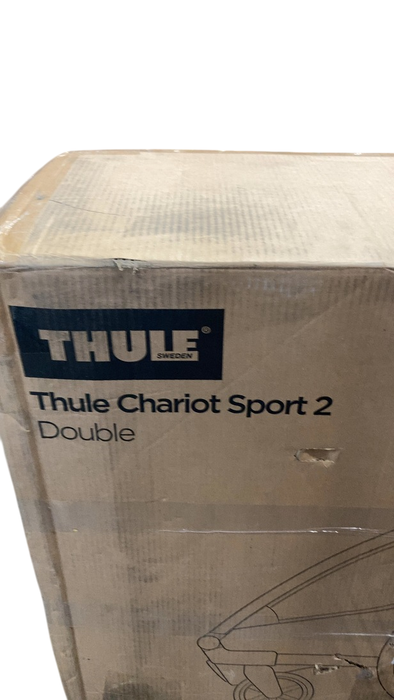 THULE®
SWEDEN
Thule Chariot Sport 2
Double